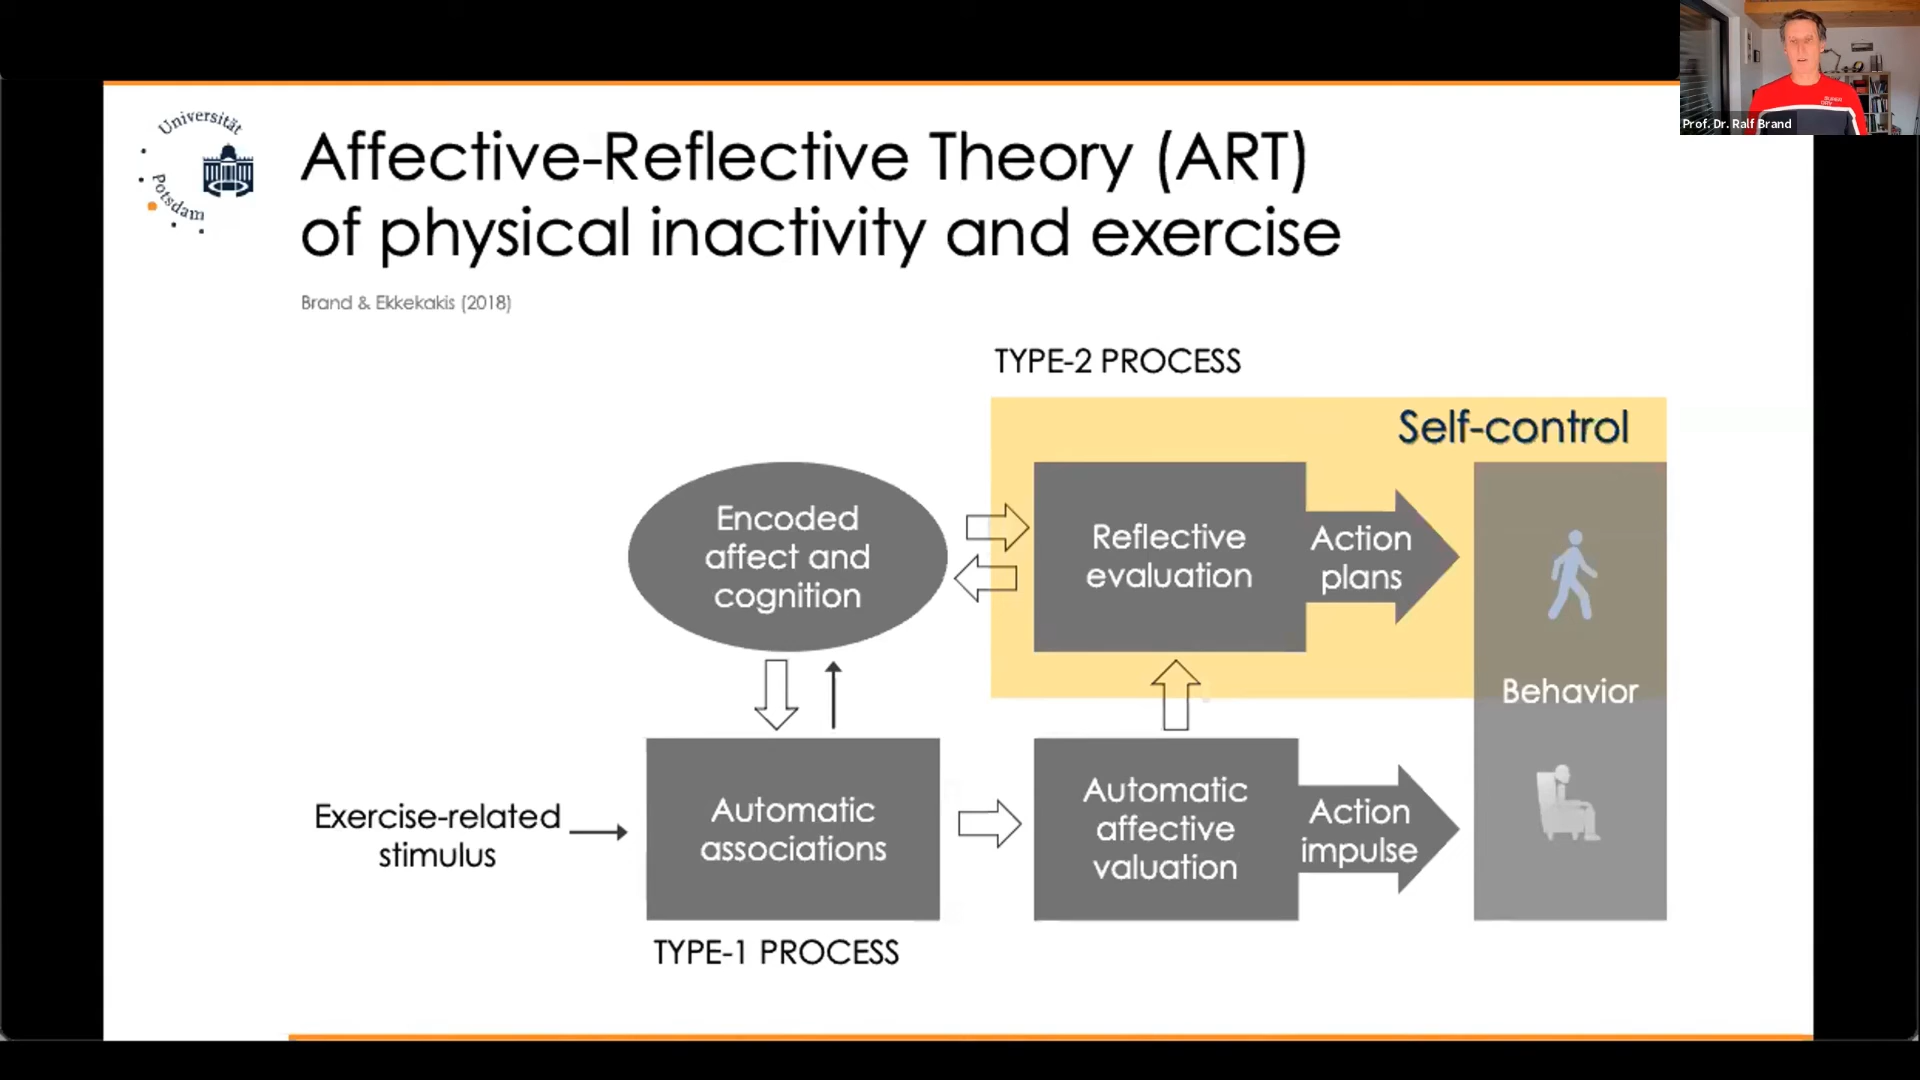 Prof. Dr. Ralf Brand
Universität
Potsdam
Affective-Reflective Theory (ART)
of physical inactivity and exercise
Brand & Ekkekakis (2018)
TYPE-2 PROCESS
Self-control
Encoded
affect and
cognition
Reflective
evaluation
Action
plans
Behavior
Exercise-related
stimulus
Automatic
associations
Automatic
affective
valuation
Action
impulse
TYPE-1 PROCESS